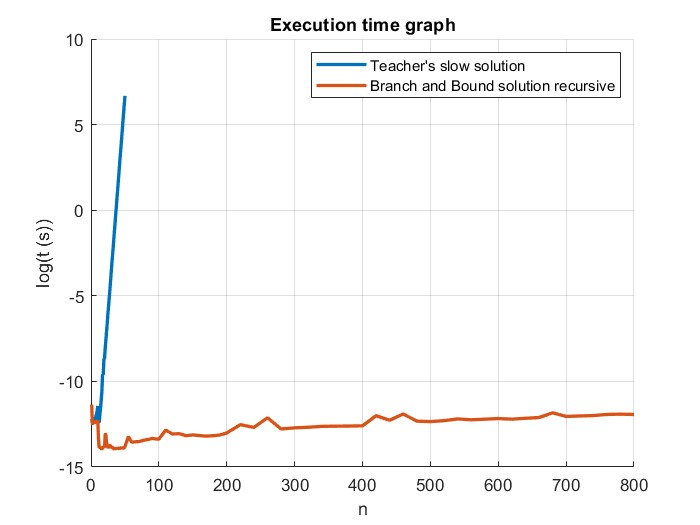 Execution time graph
Teacher's slow solution
Branch and Bound solution recursive
10
5
0
-5
-10
-15
log(t (s))
0 100 200 300 400 500 600 700 800
n